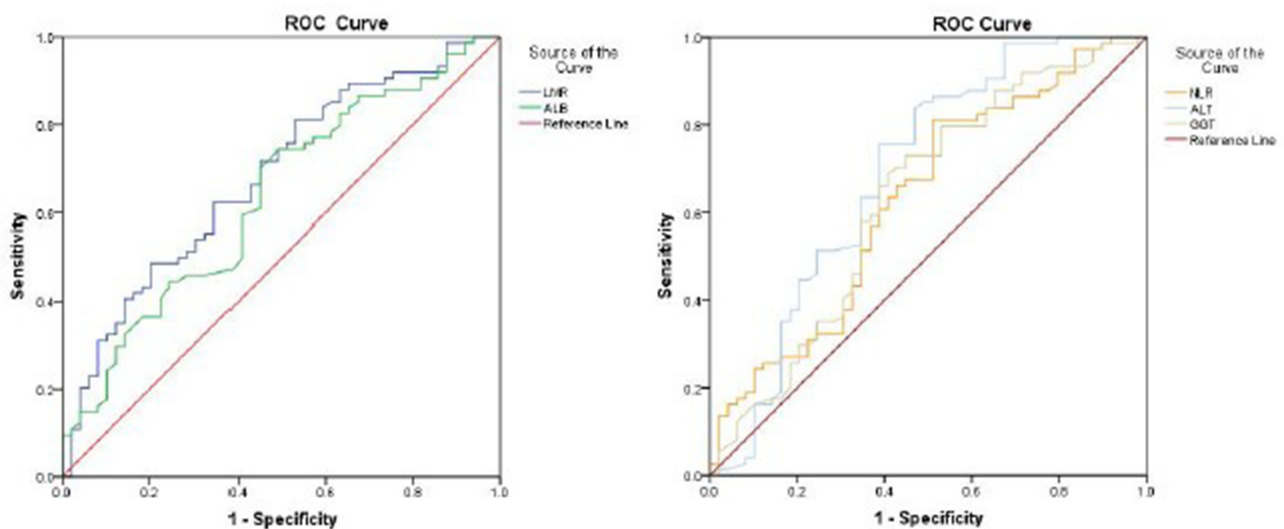 ROC Curve
Source of the
Curve
LMR
ALB
Reference Line
1.0
0.8
0.6
0.4
0.2
0.0
Sensitivity
0.0 0.2 0.4 0.6 0.8 1.0
1 - Specificity
ROC Curve
Source of the
Curve
NLR
ALT
GGT
Reference Line
1.0
0.8
0.6
0.4
0.2
0.0
Sensitivity
0.0 0.2 0.4 0.6 0.8 1.0
1 - Specificity